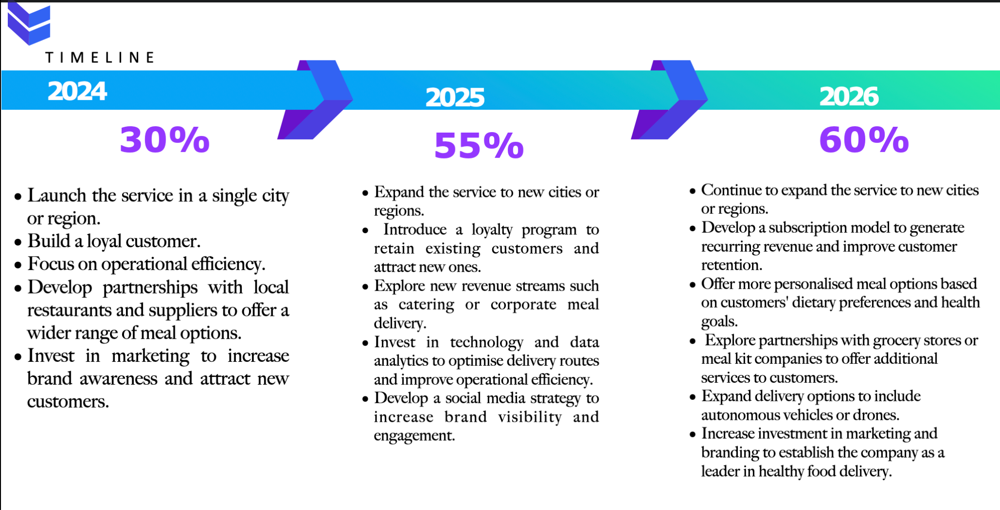 TIMELINE
2024
2025
2026
30%
55%
60%
• Launch the service in a single city
or region.
• Build a loyal customer.
• Focus on operational efficiency.
• Develop partnerships with local
restaurants and suppliers to offer a
wider range of meal options.
• Invest in marketing to increase
brand awareness and attract new
customers.
• Expand the service to new cities or
regions.
• Introduce a loyalty program to
retain existing customers and
attract new ones.
• Explore new revenue streams such
as catering or corporate meal
delivery.
• Invest in technology and data
analytics to optimise delivery routes
and improve operational efficiency.
• Develop a social media strategy to
increase brand visibility and
engagement.
• Continue to expand the service to new cities
or regions.
• Develop a subscription model to generate
recurring revenue and improve customer
retention.
• Offer more personalised meal options based
on customers' dietary preferences and health
goals.
• Explore partnerships with grocery stores or
meal kit companies to offer additional
services to customers.
• Expand delivery options to include
autonomous vehicles or drones.
• Increase investment in marketing and
branding to establish the company as a
leader in healthy food delivery.